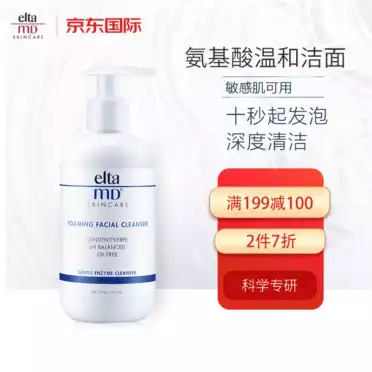 elta
MD
SKINCARE
京东国际
氨基酸温和洁面
敏感肌可用
十秒起发泡
深度清洁
满199减100
2件7折
科学专研
elta
MD
SKINCARE
FOAMING FACIAL CLEANSER
SENSITIVITY-FREE
pH BALANCED
OIL-FREE
GENTLE ENZYME CLEANSER